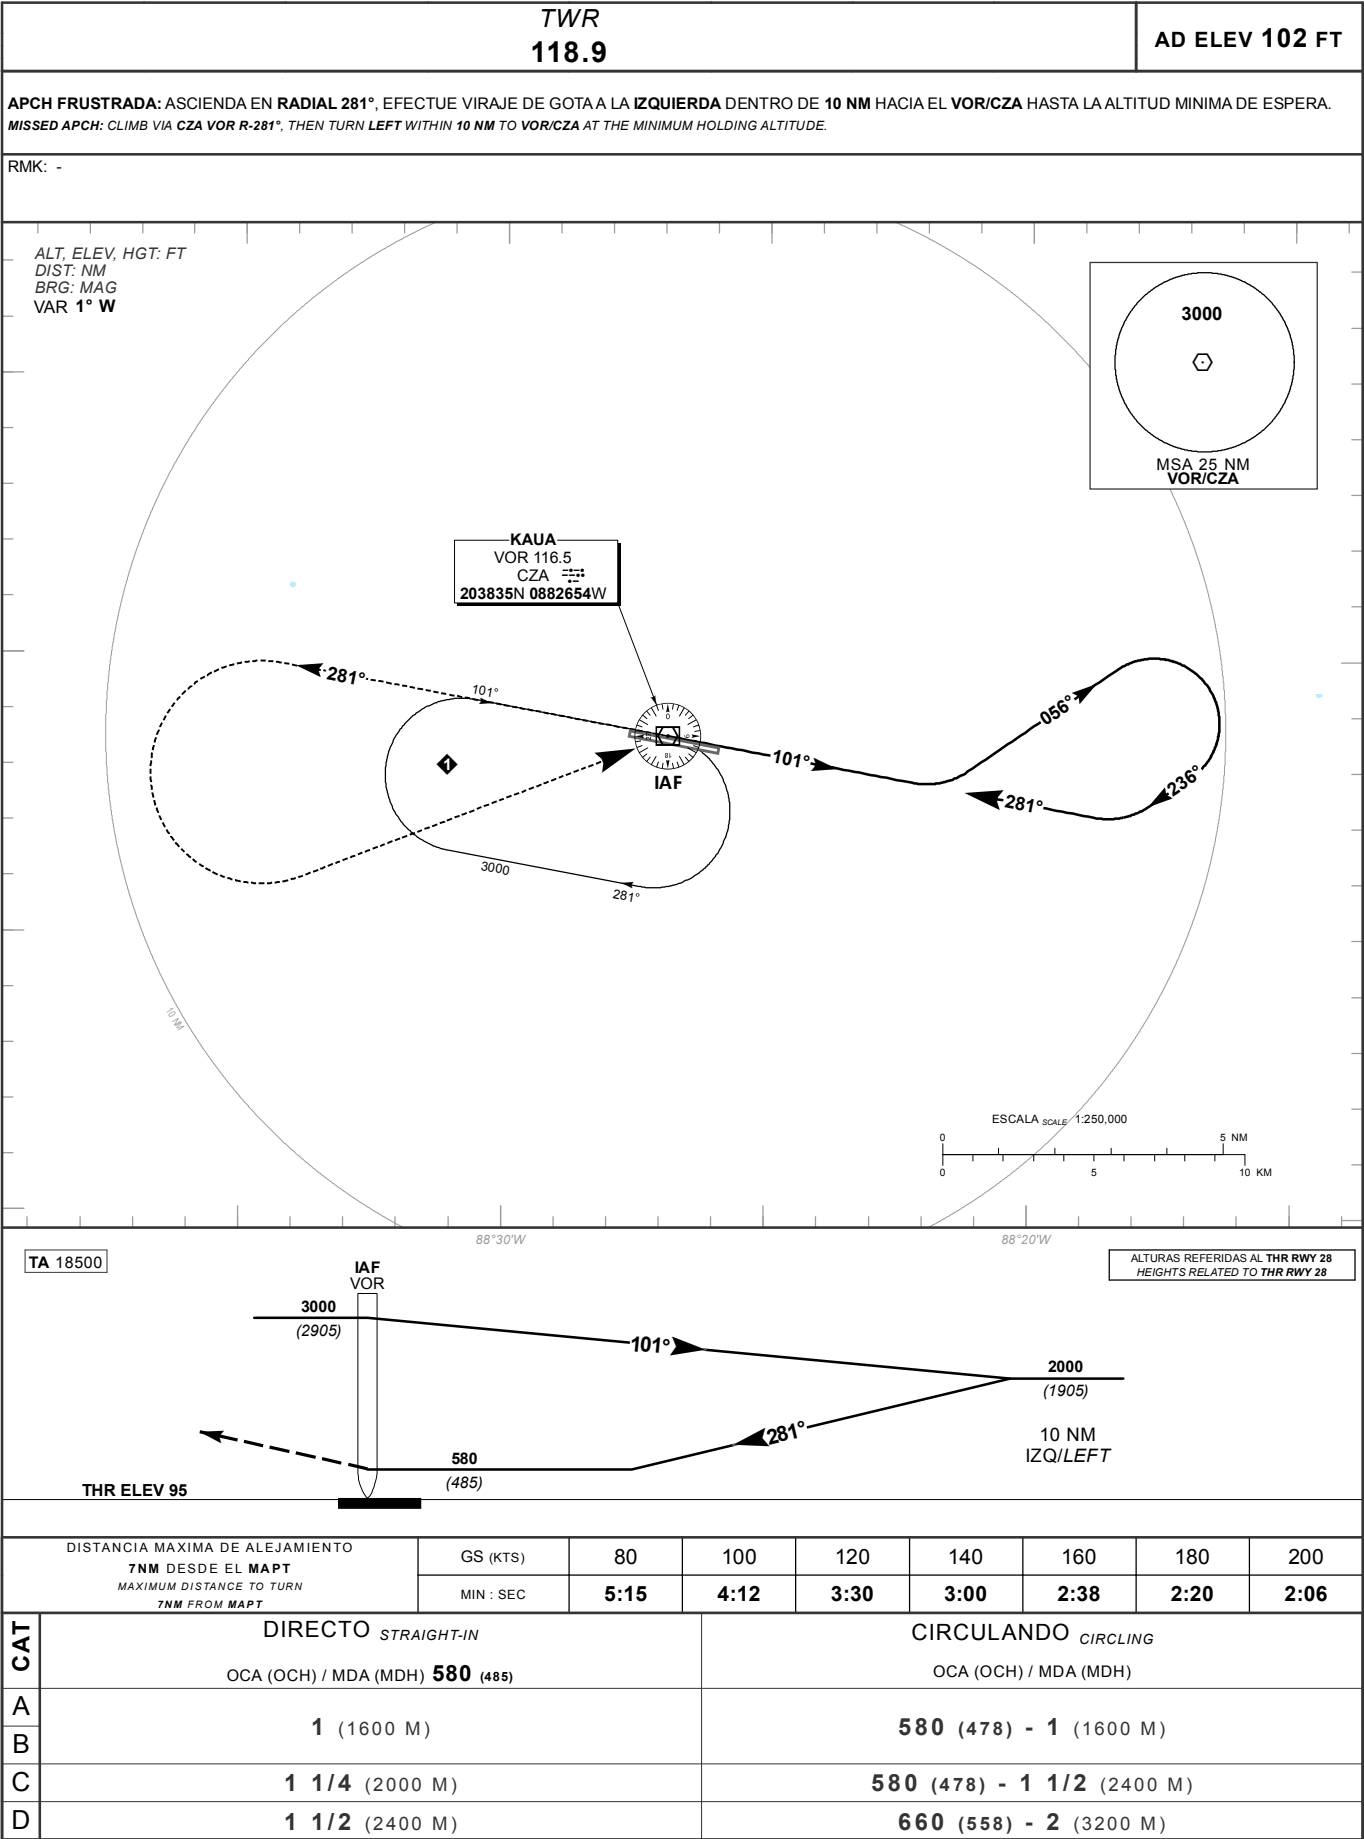 TWR
118.9
AD ELEV 102 FT
APCH FRUSTRADA: ASCIENDA EN RADIAL 281°, EFECTUE VIRAJE DE GOTA A LA IZQUIERDA DENTRO DE 10 NM HACIA EL VOR/CZA HASTA LA ALTITUD MINIMA DE ESPERA.
MISSED APCH: CLIMB VIA CZA VOR R-281°, THEN TURN LEFT WITHIN 10 NM TO VOR/CZA AT THE MINIMUM HOLDING ALTITUDE.
RMK: -
ALT, ELEV, HGT: FT
DIST: NM
BRG: MAG
VAR 1° W
3000
MSA 25 NM
VOR/CZA
KAUA
VOR 116.5
CZA
203835N 0882654W
281°
101°
056°
101°
IAF
236°
281°
1
3000
281°
10 NM
ESCALA SCALE 1:250,000
0 5 NM
0 5 10 KM
88°30'W 88°20'W
TA 18500
ALTURAS REFERIDAS AL THR RWY 28
HEIGHTS RELATED TO THR RWY 28
IAF
VOR
3000
(2905)
101°
2000
(1905)
281°
10 NM
IZQ/LEFT
580
(485)
THR ELEV 95
DISTANCIA MAXIMA DE ALEJAMIENTO
7NM DESDE EL MAPT
MAXIMUM DISTANCE TO TURN
7NM FROM MAPT
GS (KTS) 80 100 120 140 160 180 200
MIN : SEC 5:15 4:12 3:30 3:00 2:38 2:20 2:06
CAT
DIRECTO STRAIGHT-IN
OCA (OCH) / MDA (MDH) 580 (485)
CIRCULANDO CIRCLING
OCA (OCH) / MDA (MDH)
A
B
1 (1600 M)
580 (478) - 1 (1600 M)
C 1 1/4 (2000 M) 580 (478) - 1 1/2 (2400 M)
D 1 1/2 (2400 M) 660 (558) - 2 (3200 M)